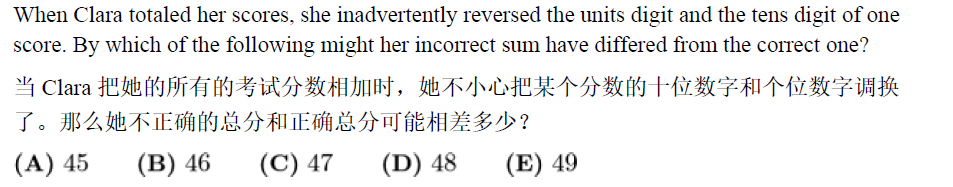 When Clara totaled her scores, she inadvertently reversed the units digit and the tens digit of one
score. By which of the following might her incorrect sum have differed from the correct one?
当 Clara 把她的所有的考试分数相加时，她不小心把某个分数的十位数字和个位数字调换
了。那么她不正确的总分和正确总分可能相差多少？
(A) 45 (B) 46 (C) 47 (D) 48 (E) 49